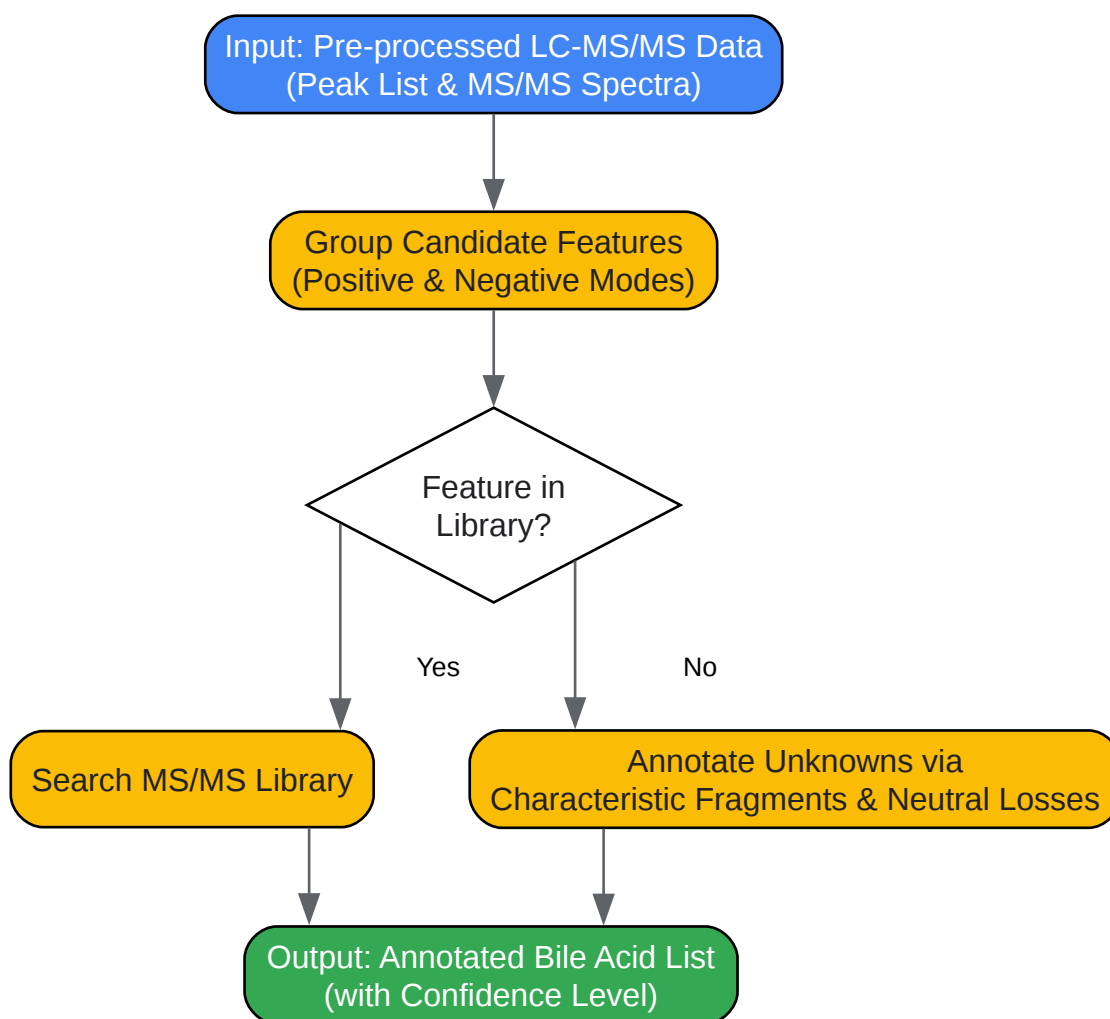 Input: Pre-processed LC-MS/MS Data
(Peak List & MS/MS Spectra)
Group Candidate Features
(Positive & Negative Modes)
Feature in
Library?
Yes
No
Search MS/MS Library
Annotate Unknowns via
Characteristic Fragments & Neutral Losses
Output: Annotated Bile Acid List
(with Confidence Level)